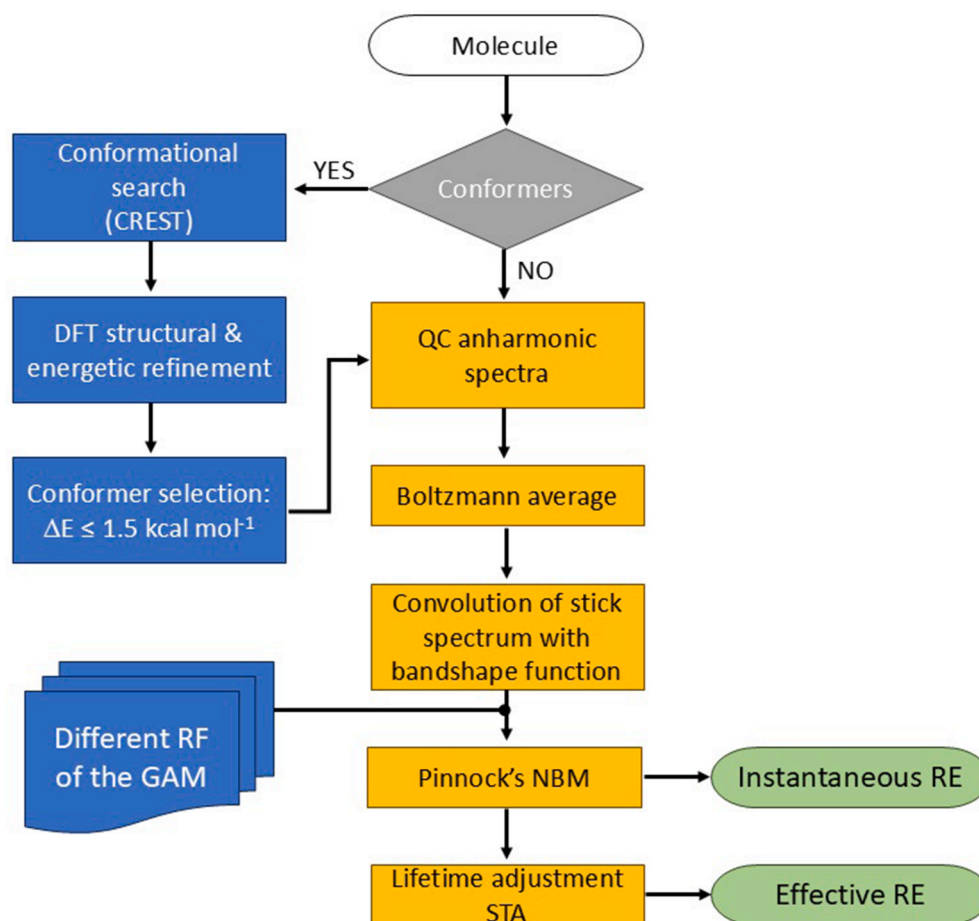 Molecule
Conformers
YES
NO
Conformational
search
(CREST)
DFT structural &
energetic refinement
Conformer selection:
ΔE ≤ 1.5 kcal mol⁻¹
QC anharmonic
spectra
Boltzmann average
Convolution of stick
spectrum with
bandshape function
Different RF
of the GAM
Pinnock's NBM
Instantaneous RE
Lifetime adjustment
STA
Effective RE